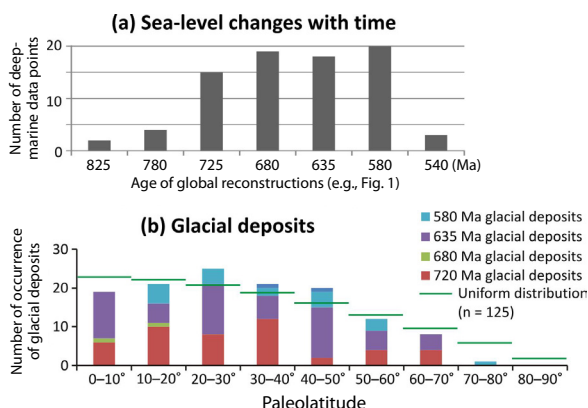 (a) Sea-level changes with time
Number of deep-
marine data points
20
10
0
825 780 725 680 635 580 540 (Ma)
Age of global reconstructions (e.g., Fig. 1)
(b) Glacial deposits
580 Ma glacial deposits
635 Ma glacial deposits
680 Ma glacial deposits
720 Ma glacial deposits
Uniform distribution
(n = 125)
Number of occurrence
of glacial deposits
30
20
10
0
0–10° 10–20° 20–30° 30–40° 40–50° 50–60° 60–70° 70–80° 80–90°
Paleolatitude